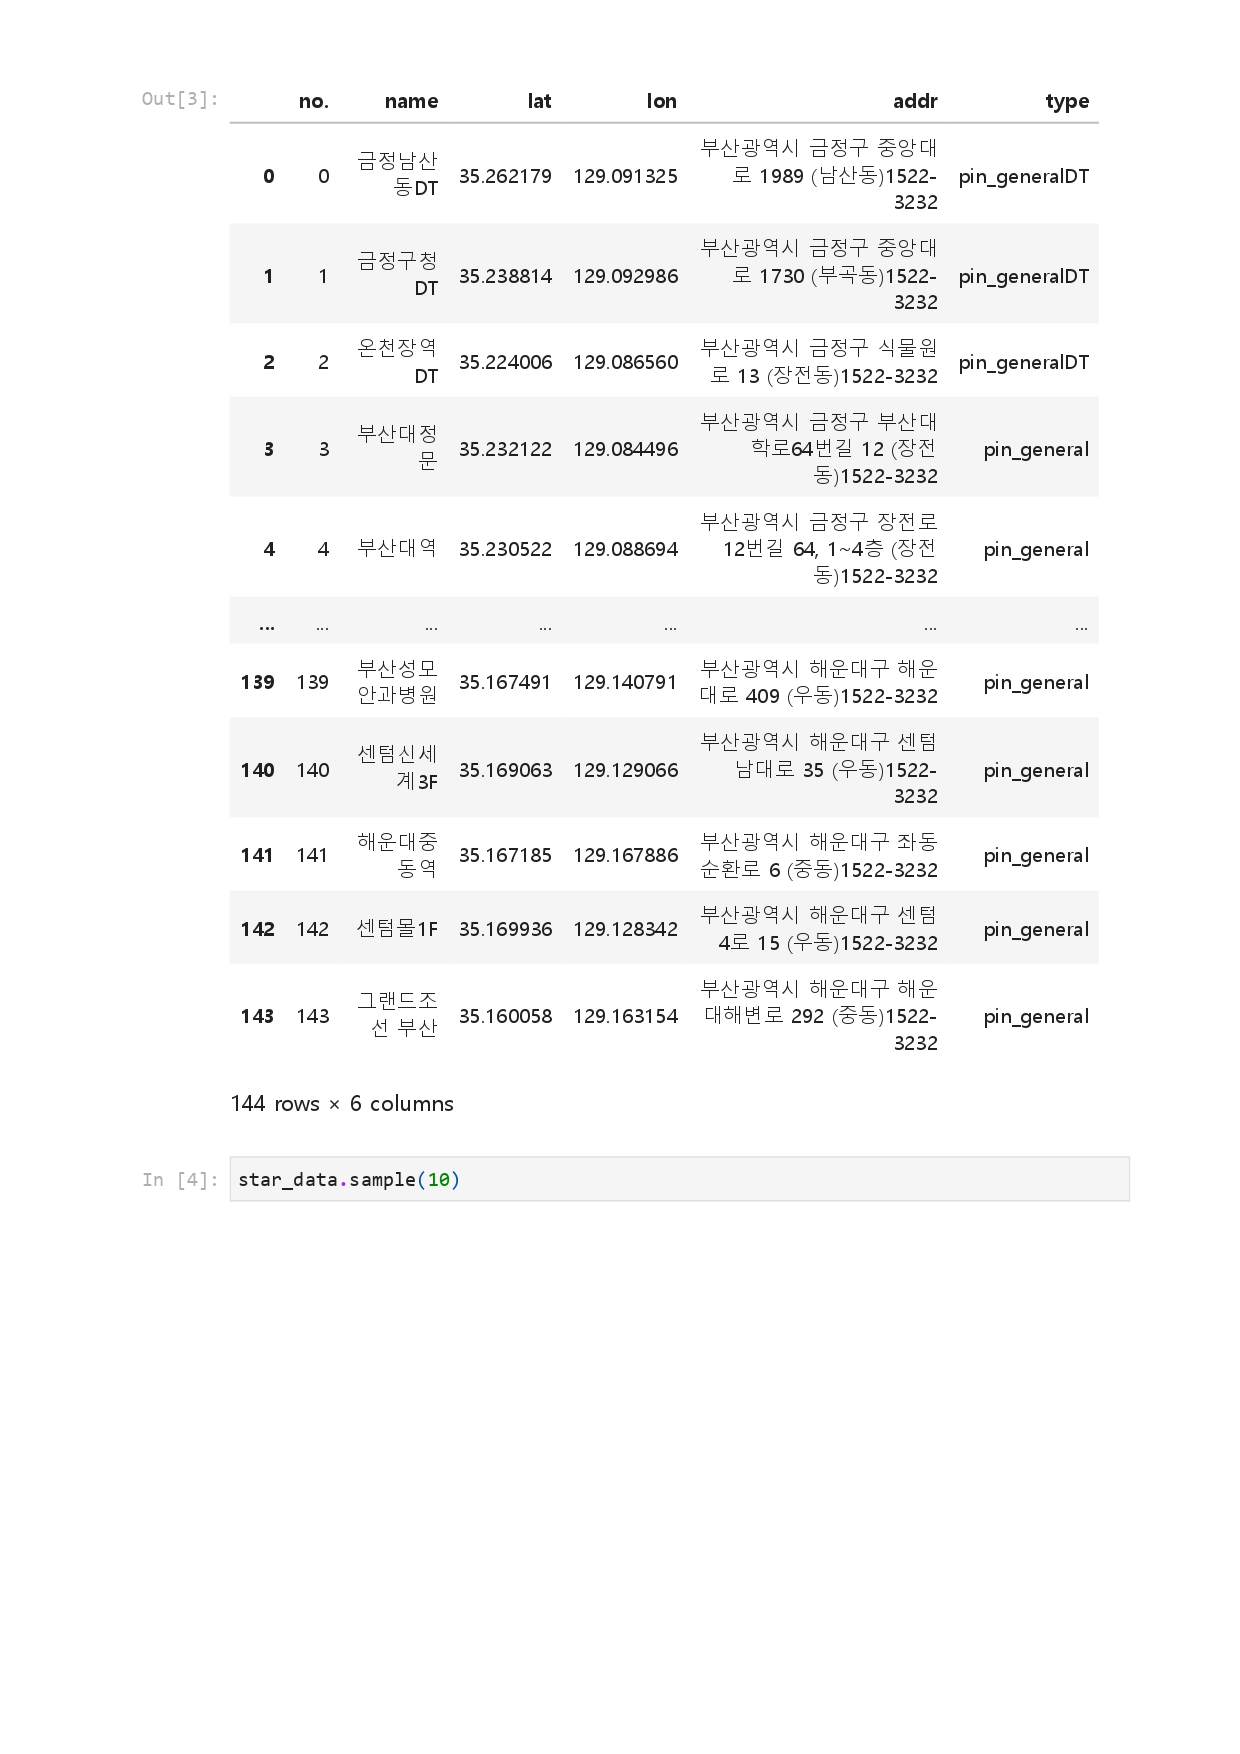 Out[3]:
no. name lat lon addr type
부산광역시 금정구 중앙대
금정남산
0 0 35.262179 129.091325 로 1989 (남산동)1522- pin_generalDT
동DT
3232
부산광역시 금정구 중앙대
금정구청
1 1 35.238814 129.092986 로 1730 (부곡동)1522- pin_generalDT
DT
3232
온천장역 부산광역시 금정구 식물원
2 2 35.224006 129.086560 pin_generalDT
DT 로 13 (장전동)1522-3232
부산광역시 금정구 부산대
부산대정
3 3 35.232122 129.084496 학로64번길 12 (장전 pin_general
문
동)1522-3232
부산광역시 금정구 장전로
4 4 부산대역 35.230522 129.088694 12번길 64, 1~4층 (장전 pin_general
동)1522-3232
... ... ... ... ... ... ...
부산성모 부산광역시 해운대구 해운
139 139 35.167491 129.140791 pin_general
안과병원 대로 409 (우동)1522-3232
부산광역시 해운대구 센텀
센텀신세
140 140 35.169063 129.129066 남대로 35 (우동)1522- pin_general
계3F
3232
해운대중 부산광역시 해운대구 좌동
141 141 35.167185 129.167886 pin_general
동역 순환로 6 (중동)1522-3232
부산광역시 해운대구 센텀
142 142 센텀몰1F 35.169936 129.128342 pin_general
4로 15 (우동)1522-3232
부산광역시 해운대구 해운
그랜드조
143 143 35.160058 129.163154 대해변로 292 (중동)1522- pin_general
선 부산
3232
144 rows × 6 columns
In [4]: star_data.sample(10)